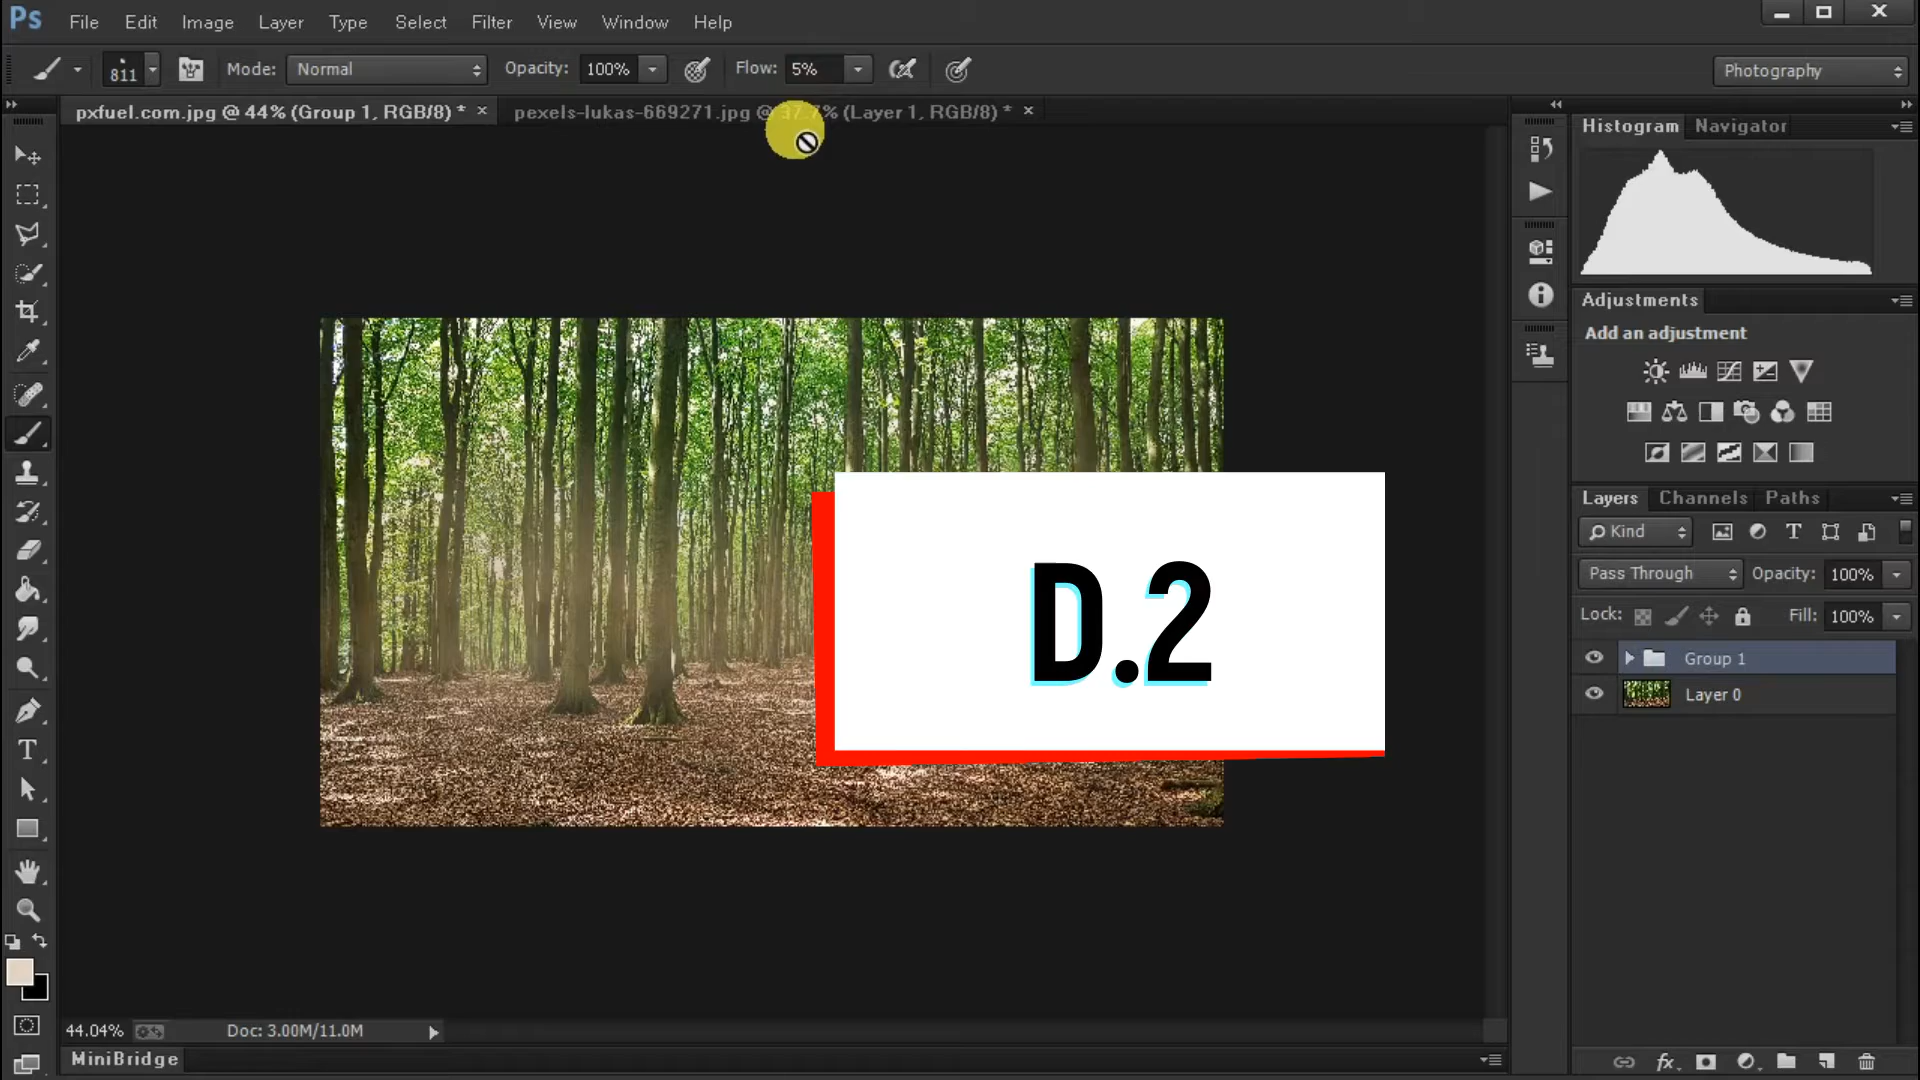 Ps File Edit Image Layer Type Select Filter View Window Help
811 Mode: Normal Opacity: 100% Flow: 5% Photography
pxfuel.com.jpg @ 44% (Group 1, RGB/8) * × pexels-lukas-669271.jpg @ 37.7% (Layer 1, RGB/8) * ×
Histogram Navigator
Adjustments
Add an adjustment
Layers Channels Paths
Kind
Pass Through Opacity: 100%
Lock: Fill: 100%
Group 1
Layer 0
D.2
44.04% Doc: 3.00M/11.0M
MiniBridge